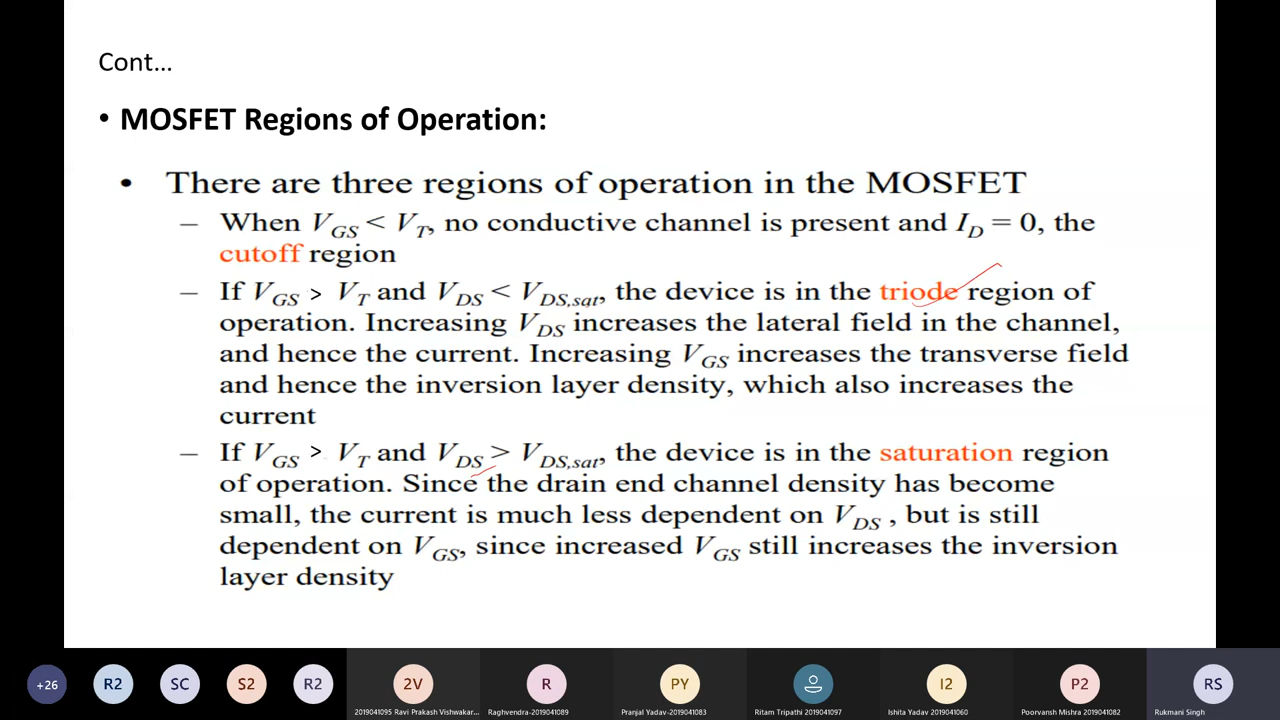 Cont...
• MOSFET Regions of Operation:
• There are three regions of operation in the MOSFET
– When V_GS < V_T, no conductive channel is present and I_D = 0, the
cutoff region
– If V_GS > V_T and V_DS < V_DS,sat, the device is in the triode region of
operation. Increasing V_DS increases the lateral field in the channel,
and hence the current. Increasing V_GS increases the transverse field
and hence the inversion layer density, which also increases the
current
– If V_GS > V_T and V_DS > V_DS,sat, the device is in the saturation region
of operation. Since the drain end channel density has become
small, the current is much less dependent on V_DS , but is still
dependent on V_GS, since increased V_GS still increases the inversion
layer density
+26 R2 SC S2 R2 2V R PY I2 P2 RS
2019041095 Ravi Prakash Vishwakar... Raghvendra-2019041089 Pranjal Yadav-2019041083 Ritam Tripathi 2019041097 Ishita Yadav 2019041060 Poorvansh Mishra 2019041082 Rukmani Singh